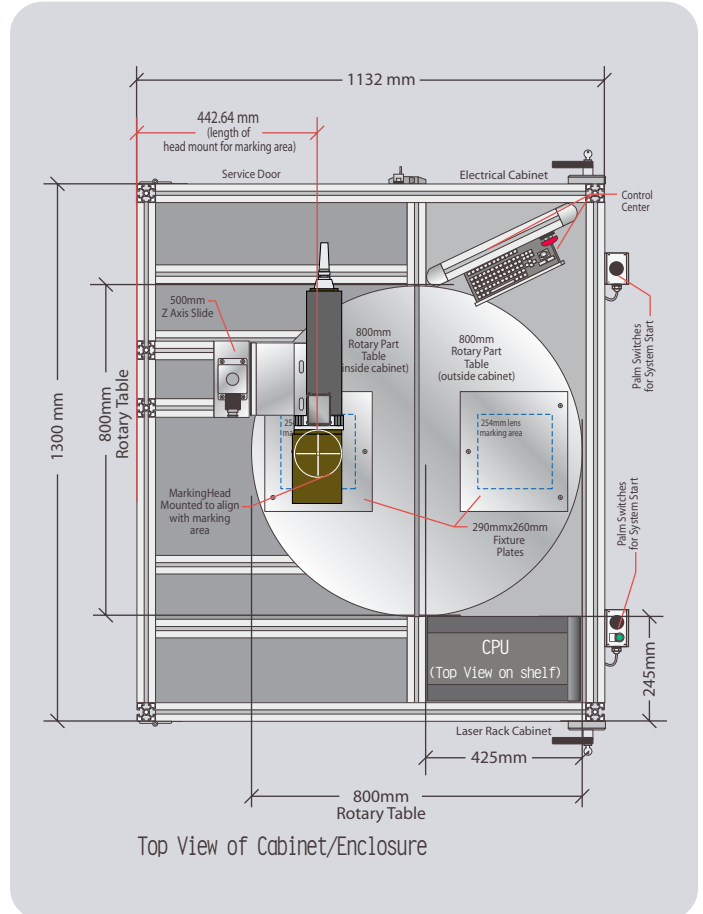 1132 mm
442.64 mm
(length of
head mount for marking area)
Service Door
Electrical Cabinet
Control
Center
500mm
Z Axis Slide
800mm
Rotary Part
Table
(inside cabinet)
800mm
Rotary Part
Table
(outside cabinet)
Palm Switches
for System Start
1300 mm
800mm
Rotary Table
254mm lens
marking area
MarkingHead
Mounted to align
with marking
area
290mmx260mm
Fixture
Plates
Palm Switches
for System Start
CPU
(Top View on shelf)
245mm
Laser Rack Cabinet
425mm
800mm
Rotary Table
Top View of Cabinet/Enclosure